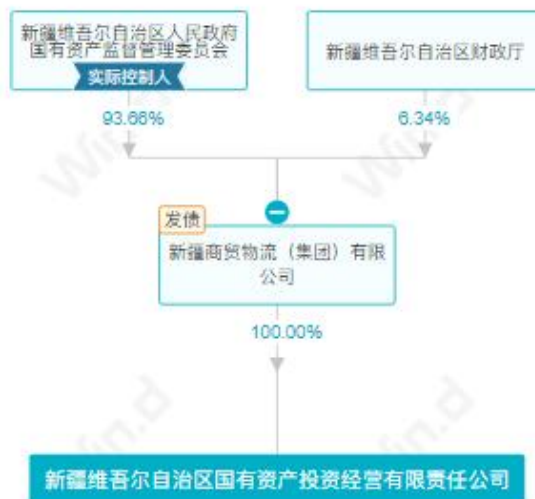 新疆维吾尔自治区人民政府
国有资产监督管理委员会
实际控制人
新疆维吾尔自治区财政厅
93.66%
6.34%
发债
新疆商贸物流（集团）有限
公司
100.00%
新疆维吾尔自治区国有资产投资经营有限责任公司
Win.d
Win.d
Win.d
Win.d